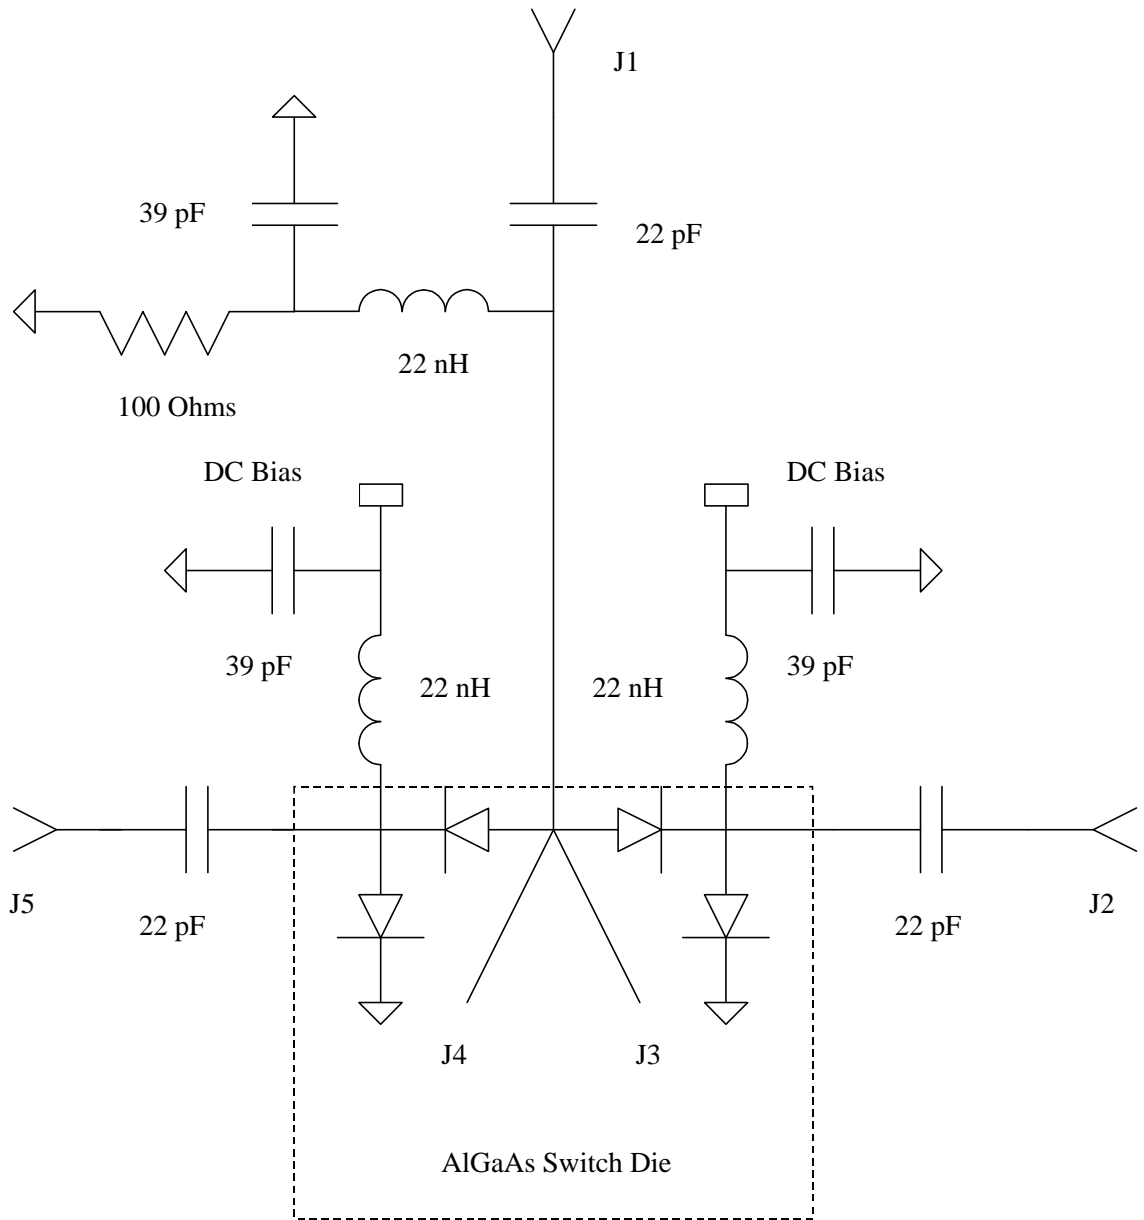 J1
39 pF
22 pF
22 nH
100 Ohms
DC Bias
DC Bias
39 pF
22 nH
22 nH
39 pF
J5
22 pF
22 pF
J2
J4
J3
AlGaAs Switch Die